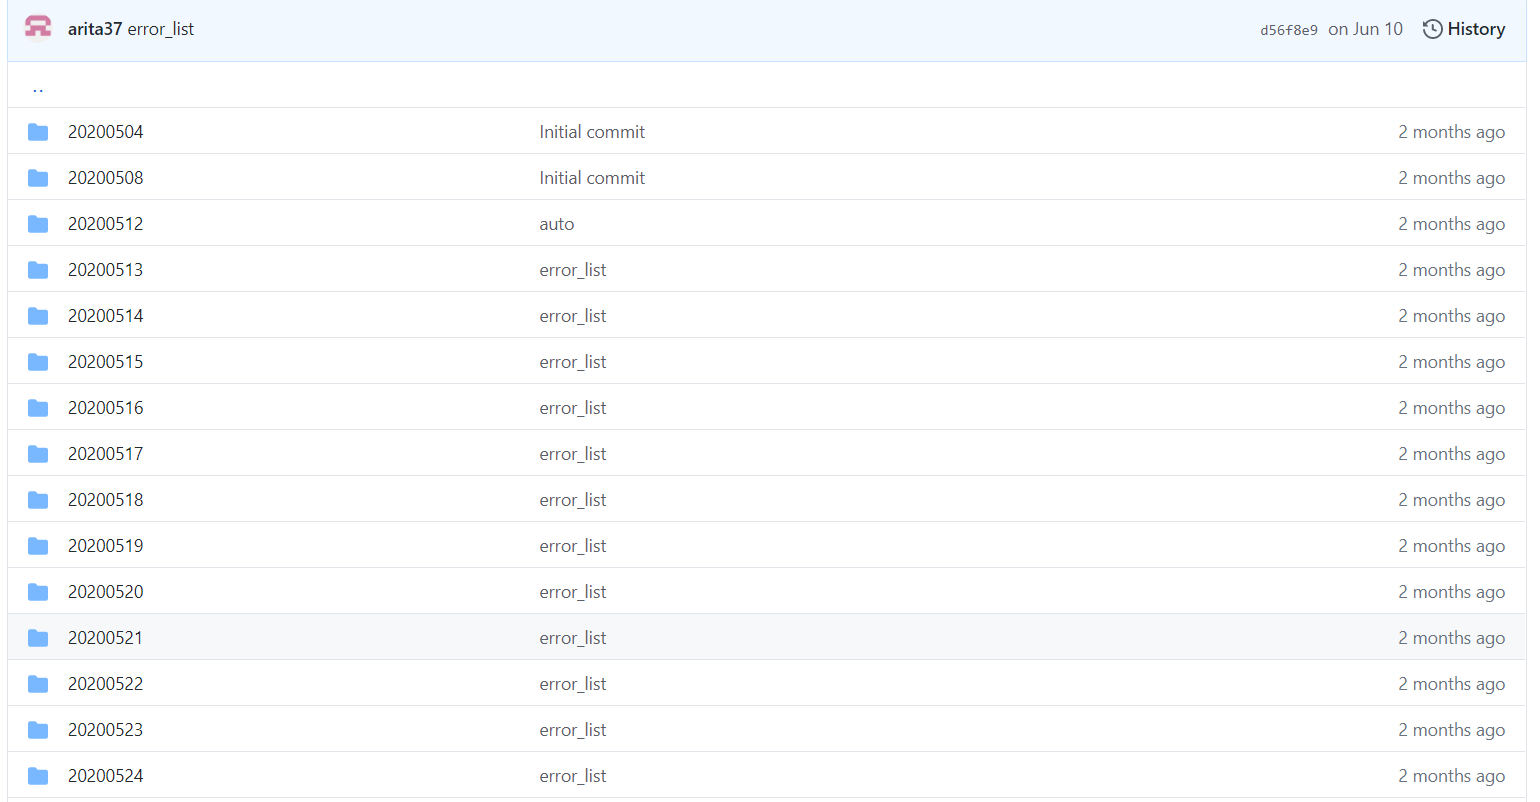 arita37 error_list d56f8e9 on Jun 10 History
..
20200504 Initial commit 2 months ago
20200508 Initial commit 2 months ago
20200512 auto 2 months ago
20200513 error_list 2 months ago
20200514 error_list 2 months ago
20200515 error_list 2 months ago
20200516 error_list 2 months ago
20200517 error_list 2 months ago
20200518 error_list 2 months ago
20200519 error_list 2 months ago
20200520 error_list 2 months ago
20200521 error_list 2 months ago
20200522 error_list 2 months ago
20200523 error_list 2 months ago
20200524 error_list 2 months ago